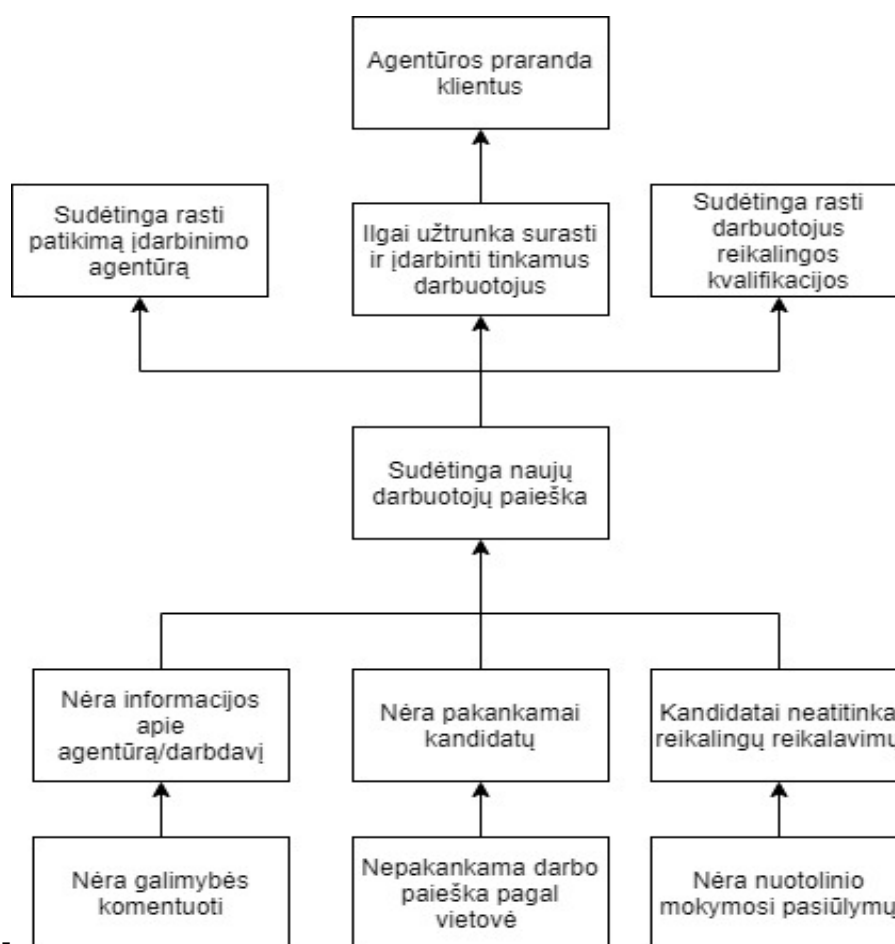 Agentūros praranda
klientus
Sudėtinga rasti
patikimą įdarbinimo
agentūrą
Ilgai užtrunka surasti
ir įdarbinti tinkamus
darbuotojus
Sudėtinga rasti
darbuotojus
reikalingos
kvalifikacijos
Sudėtinga naujų
darbuotojų paieška
Nėra informacijos
apie
agentūrą/darbdavį
Nėra pakankamai
kandidatų
Kandidatai neatitinka
reikalingų reikalavimų
Nėra galimybės
komentuoti
Nepakankama darbo
paieška pagal
vietovė
Nėra nuotolinio
mokymosi pasiūlymų